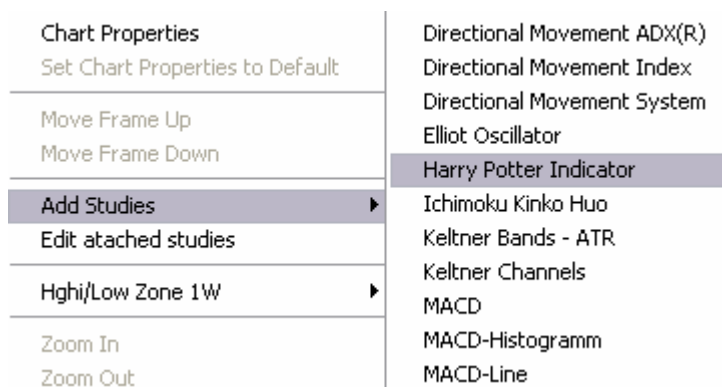 Chart Properties
Set Chart Properties to Default
Move Frame Up
Move Frame Down
Add Studies
Edit atached studies
Hghi/Low Zone 1W
Zoom In
Zoom Out
Directional Movement ADX(R)
Directional Movement Index
Directional Movement System
Elliot Oscillator
Harry Potter Indicator
Ichimoku Kinko Huo
Keltner Bands - ATR
Keltner Channels
MACD
MACD-Histogramm
MACD-Line